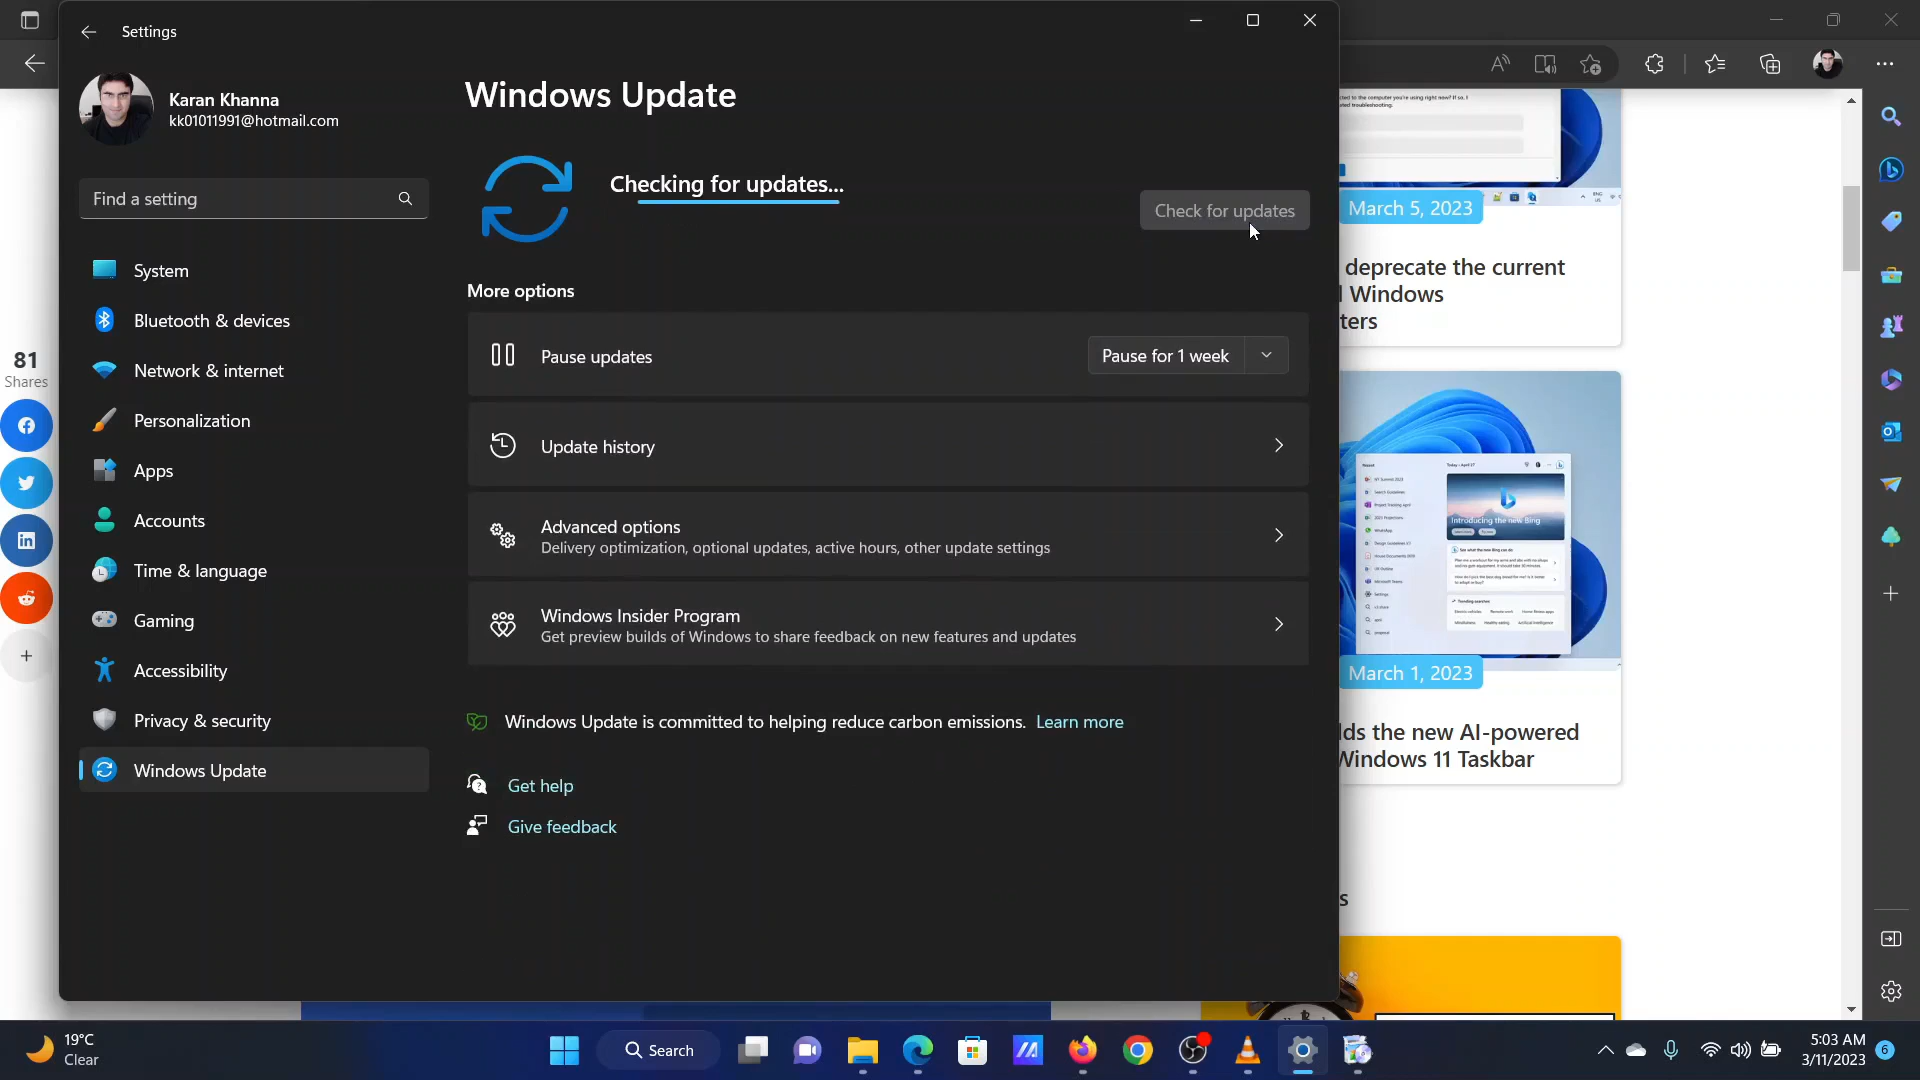 Settings
Karan Khanna
kk01011991@hotmail.com
Find a setting
System
Bluetooth & devices
Network & internet
Personalization
Apps
Accounts
Time & language
Gaming
Accessibility
Privacy & security
Windows Update
Windows Update
Checking for updates...
Check for updates
More options
Pause updates
Pause for 1 week
Update history
Advanced options
Delivery optimization, optional updates, active hours, other update settings
Windows Insider Program
Get preview builds of Windows to share feedback on new features and updates
Windows Update is committed to helping reduce carbon emissions. Learn more
Get help
Give feedback
81
Shares
March 5, 2023
deprecate the current
Windows
ters
Introducing the new Bing
March 1, 2023
lds the new AI-powered
Windows 11 Taskbar
s
19°C
Clear
Search
5:03 AM
3/11/2023
6